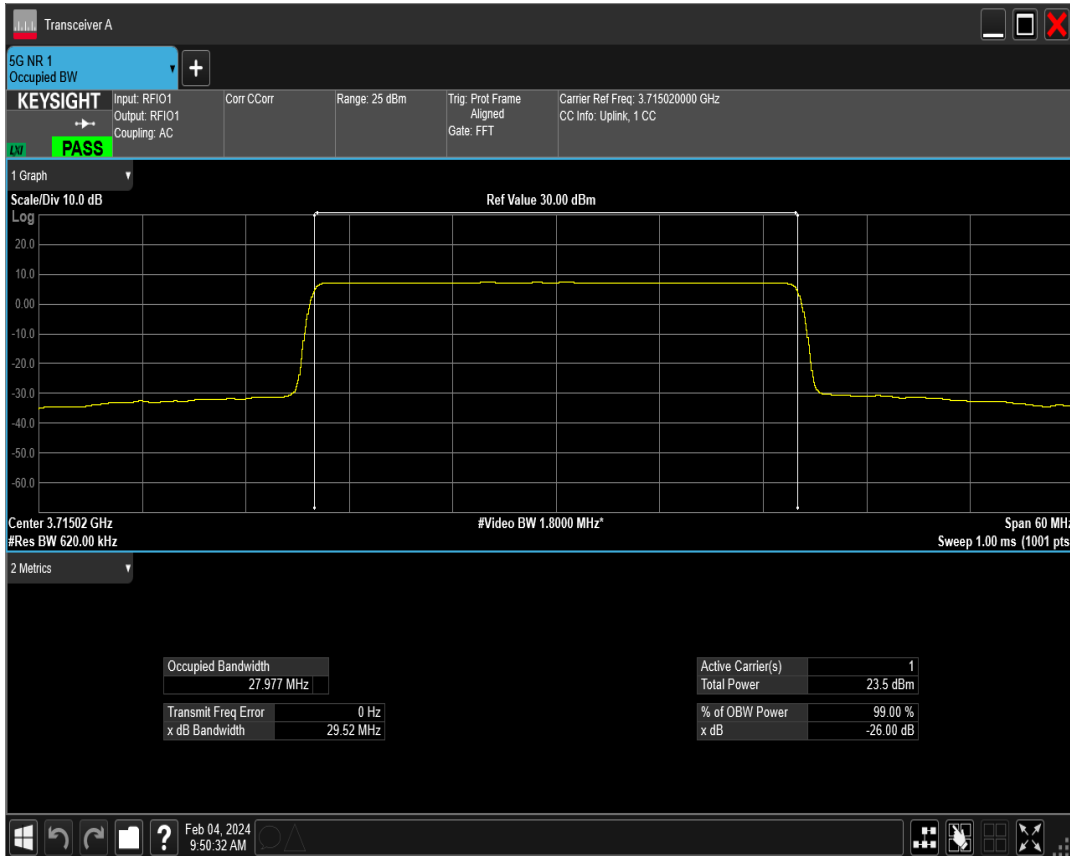 Transceiver A
5G NR 1
Occupied BW
KEYSIGHT
LXI
PASS
Input: RFIO1
Output: RFIO1
Coupling: AC
Corr CCorr
Range: 25 dBm
Trig: Prot Frame
Aligned
Gate: FFT
Carrier Ref Freq: 3.715020000 GHz
CC Info: Uplink, 1 CC
1 Graph
Scale/Div 10.0 dB
Ref Value 30.00 dBm
Log
20.0
10.0
0.00
-10.0
-20.0
-30.0
-40.0
-50.0
-60.0
Center 3.71502 GHz
#Video BW 1.8000 MHz*
Span 60 MHz
#Res BW 620.00 kHz
Sweep 1.00 ms (1001 pts
2 Metrics
Occupied Bandwidth
27.977 MHz
Transmit Freq Error 0 Hz
x dB Bandwidth 29.52 MHz
Active Carrier(s) 1
Total Power 23.5 dBm
% of OBW Power 99.00 %
x dB -26.00 dB
?
Feb 04, 2024
9:50:32 AM